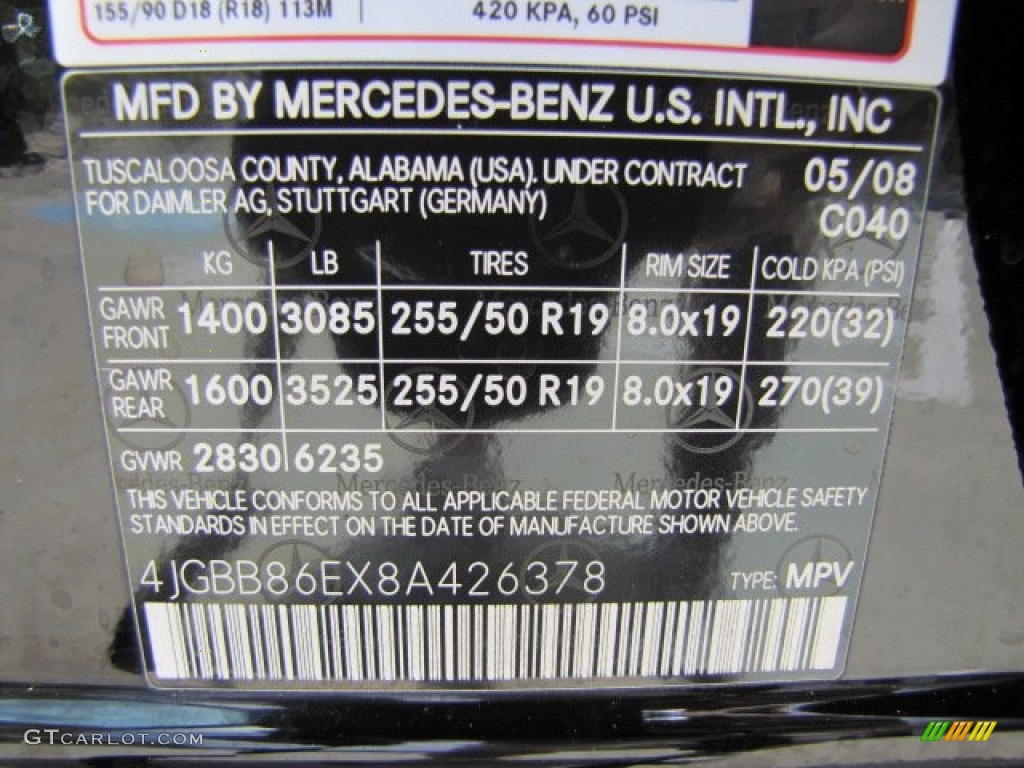 155/90 D18 (R18) 113M 420 KPA, 60 PSI
MFD BY MERCEDES-BENZ U.S. INTL., INC
TUSCALOOSA COUNTY, ALABAMA (USA). UNDER CONTRACT 05/08
FOR DAIMLER AG, STUTTGART (GERMANY) C040
KG LB TIRES RIM SIZE COLD KPA (PSI)
GAWR FRONT 1400 3085 255/50 R19 8.0x19 220(32)
GAWR REAR 1600 3525 255/50 R19 8.0x19 270(39)
GVWR 2830 6235
Mercedes-Benz Mercedes-Benz
THIS VEHICLE CONFORMS TO ALL APPLICABLE FEDERAL MOTOR VEHICLE SAFETY
STANDARDS IN EFFECT ON THE DATE OF MANUFACTURE SHOWN ABOVE.
4JGBB86EX8A426378 TYPE: MPV
GTCARLOT.COM